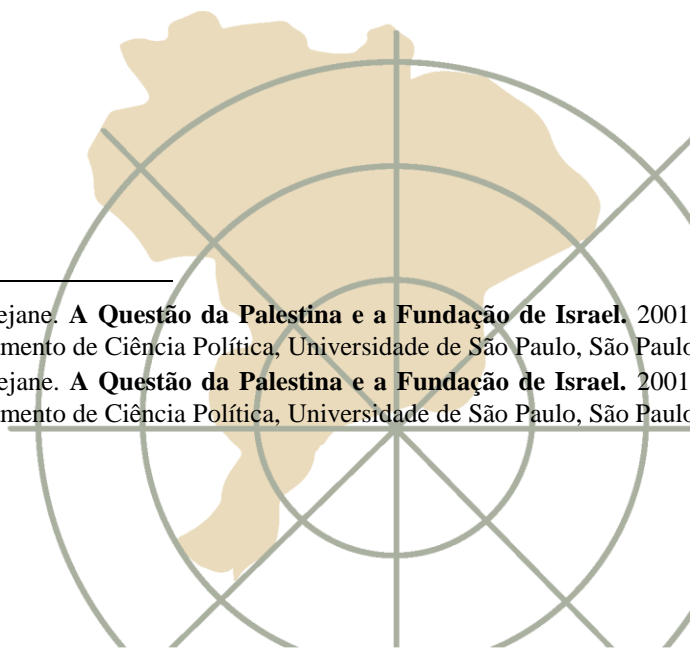 ejane. A Questão da Palestina e a Fundação de Israel. 2001
mento de Ciência Política, Universidade de São Paulo, São Paulo
ejane. A Questão da Palestina e a Fundação de Israel. 2001
mento de Ciência Política, Universidade de São Paulo, São Paulo